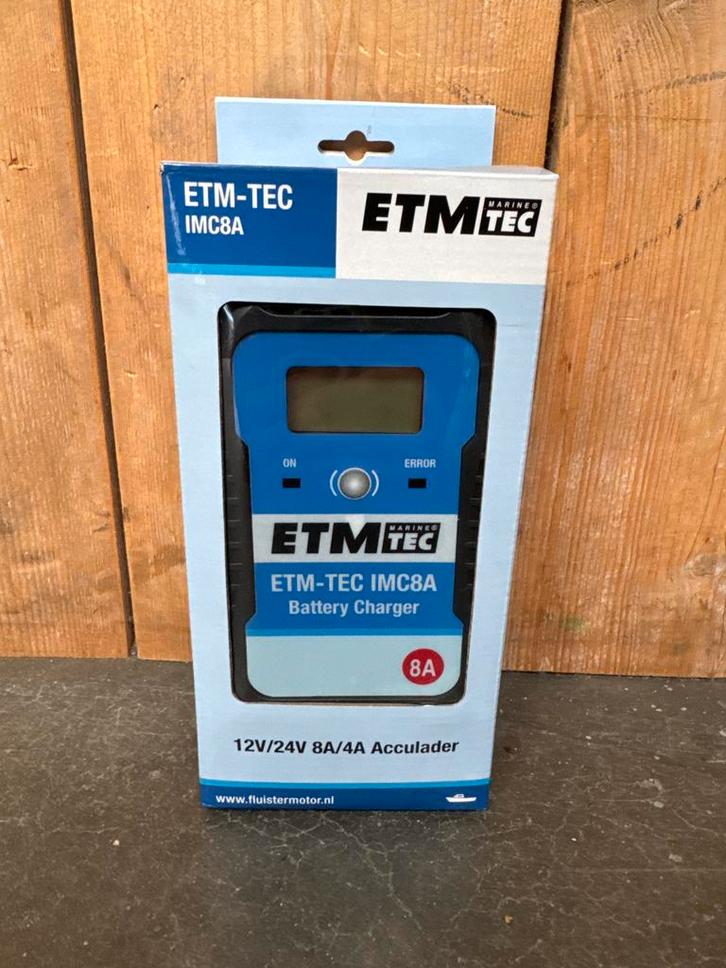 ETM-TEC
IMC8A
ETM MARINE® TEC
ON
ERROR
ETM MARINE® TEC
ETM-TEC IMC8A
Battery Charger
8A
12V/24V 8A/4A Acculader
www.fluistermotor.nl